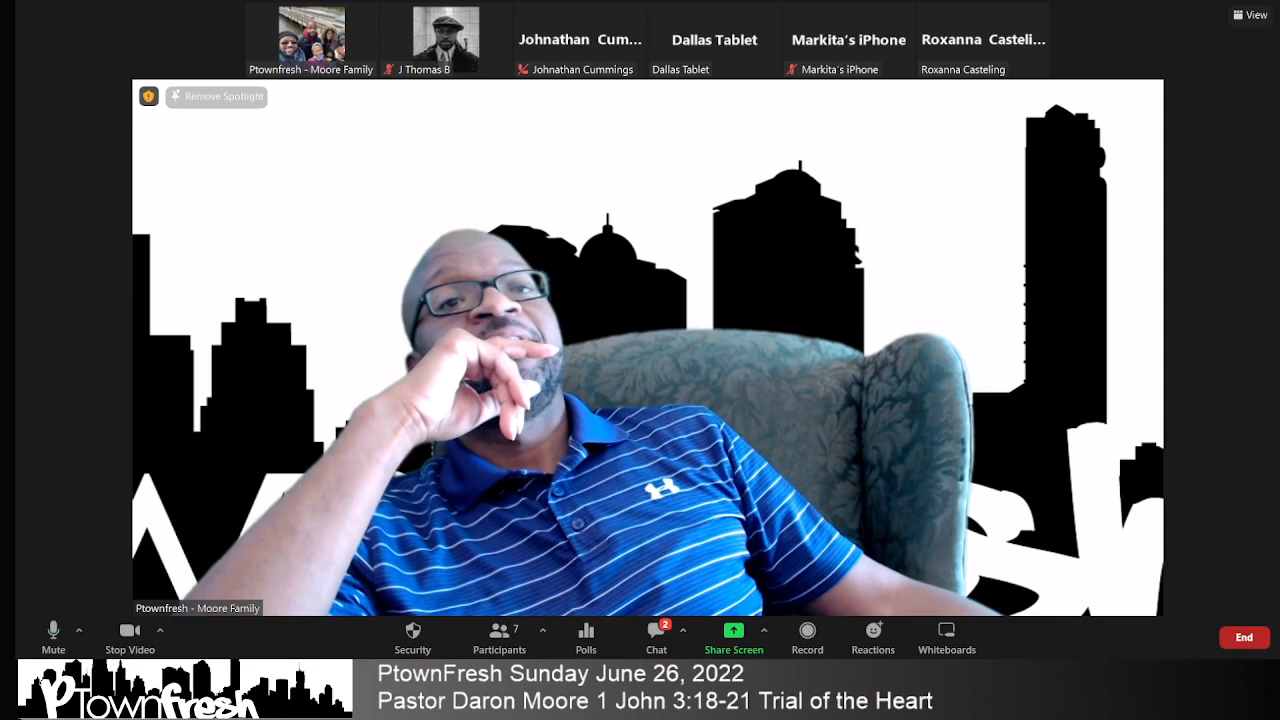 View
Johnathan Cum...
Dallas Tablet
Markita's iPhone
Roxanna Casteli...
Ptownfresh - Moore Family
J Thomas B
Johnathan Cummings
Dallas Tablet
Markita's iPhone
Roxanna Casteling
Remove Spotlight
sh
Ptownfresh - Moore Family
Mute
Stop Video
Security
7
Participants
Polls
2
Chat
Share Screen
Record
Reactions
Whiteboards
End
PTownfresh
PtownFresh Sunday June 26, 2022
Pastor Daron Moore 1 John 3:18-21 Trial of the Heart